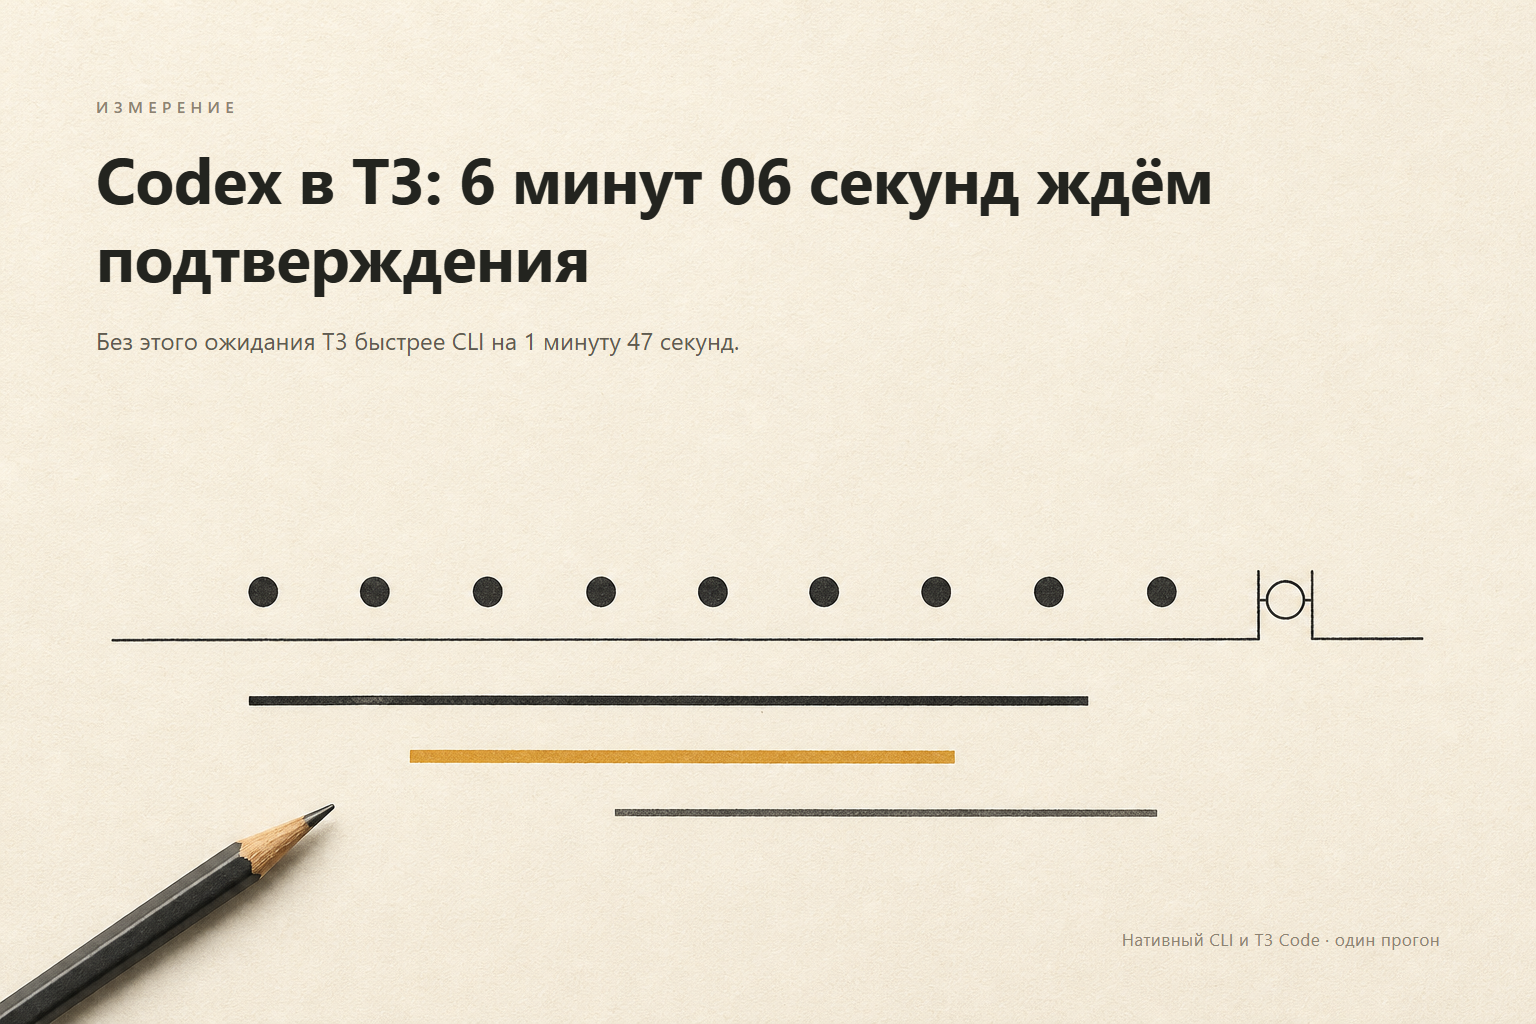 ИЗМЕРЕНИЕ
Codex в T3: 6 минут 06 секунд ждём
подтверждения
Без этого ожидания T3 быстрее CLI на 1 минуту 47 секунд.
Нативный CLI и T3 Code · один прогон